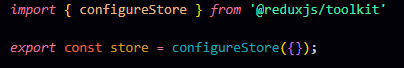 import { configureStore } from '@reduxjs/toolkit'
export const store = configureStore({});